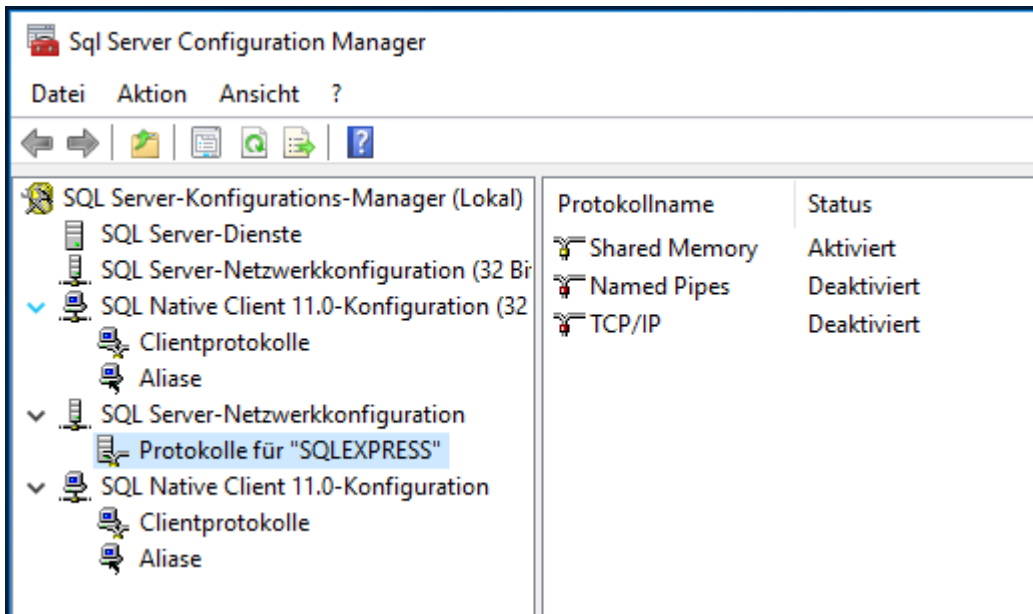 Sql Server Configuration Manager
Datei Aktion Ansicht ?
SQL Server-Konfigurations-Manager (Lokal)
SQL Server-Dienste
SQL Server-Netzwerkkonfiguration (32 Bi
SQL Native Client 11.0-Konfiguration (32
Clientprotokolle
Aliase
SQL Server-Netzwerkkonfiguration
Protokolle für "SQLEXPRESS"
SQL Native Client 11.0-Konfiguration
Clientprotokolle
Aliase
Protokollname Status
Shared Memory Aktiviert
Named Pipes Deaktiviert
TCP/IP Deaktiviert